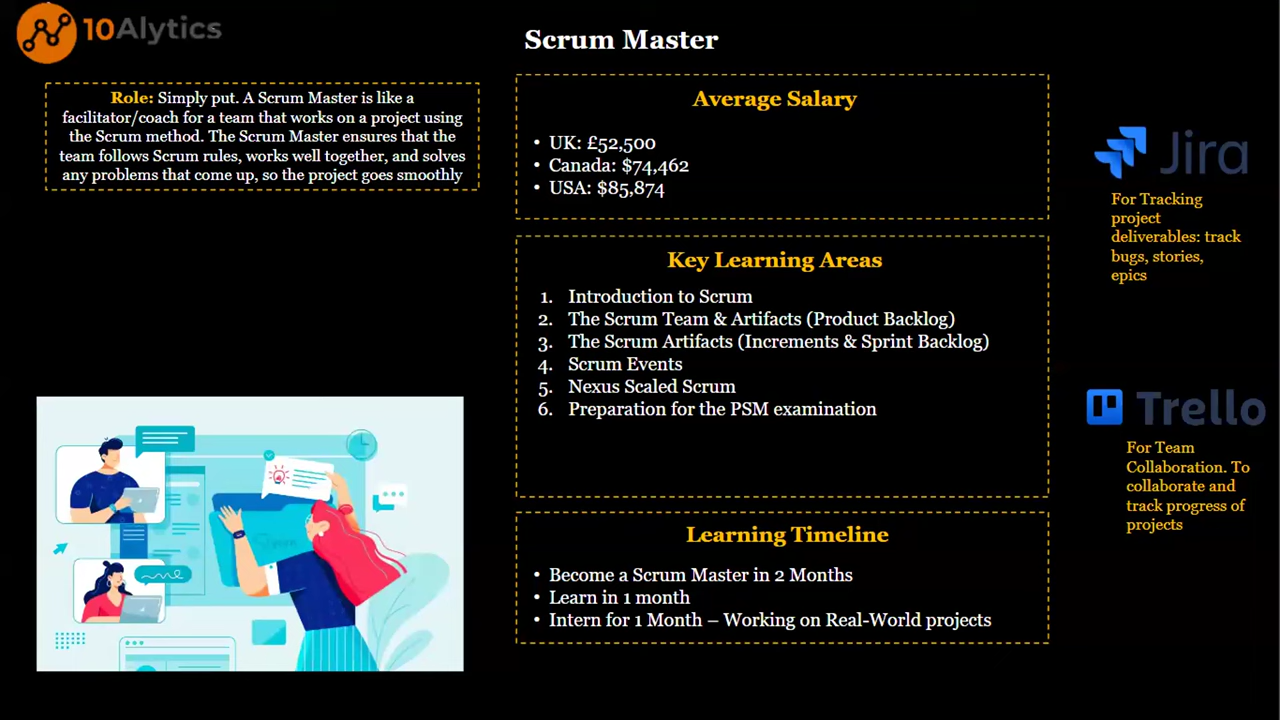 10Alytics
Scrum Master
Role: Simply put. A Scrum Master is like a
facilitator/coach for a team that works on a project using
the Scrum method. The Scrum Master ensures that the
team follows Scrum rules, works well together, and solves
any problems that come up, so the project goes smoothly
Average Salary
• UK: £52,500
• Canada: $74,462
• USA: $85,874
Key Learning Areas
1. Introduction to Scrum
2. The Scrum Team & Artifacts (Product Backlog)
3. The Scrum Artifacts (Increments & Sprint Backlog)
4. Scrum Events
5. Nexus Scaled Scrum
6. Preparation for the PSM examination
Learning Timeline
• Become a Scrum Master in 2 Months
• Learn in 1 month
• Intern for 1 Month – Working on Real-World projects
Jira
For Tracking
project
deliverables: track
bugs, stories,
epics
Trello
For Team
Collaboration. To
collaborate and
track progress of
projects